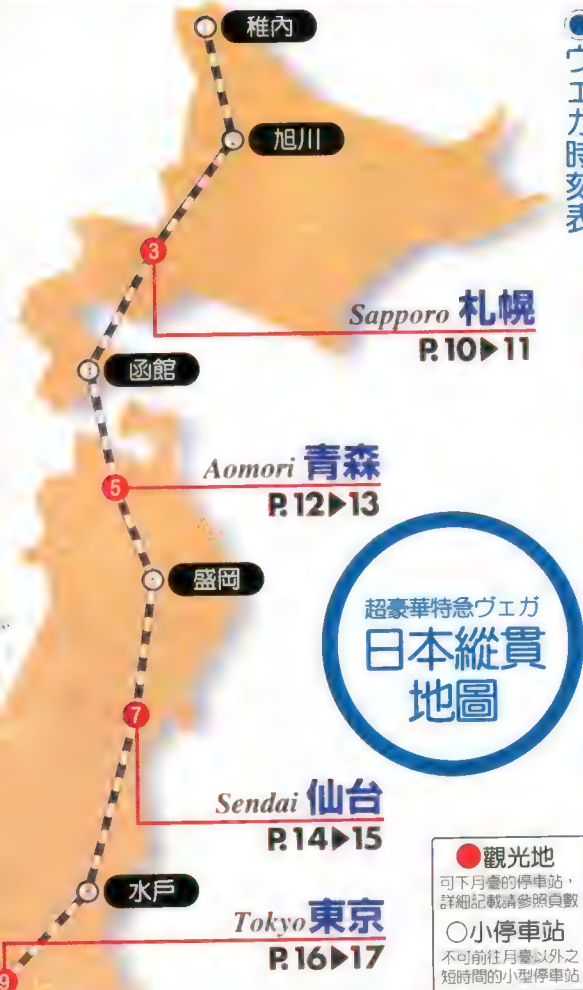 稚內
旭川
ヴェガ時刻表
3
Sapporo 札幌
P.10▶11
函館
Aomori 青森
5
P.12▶13
盛岡
超豪華特急ヴェガ
日本縱貫
地圖
7
Sendai 仙台
P.14▶15
水戸
Tokyo 東京
P.16▶17
9
●觀光地
可下月臺的停車站，
詳細記載請參照頁數
○小停車站
不可前往月臺以外之
短時間的小型停車站